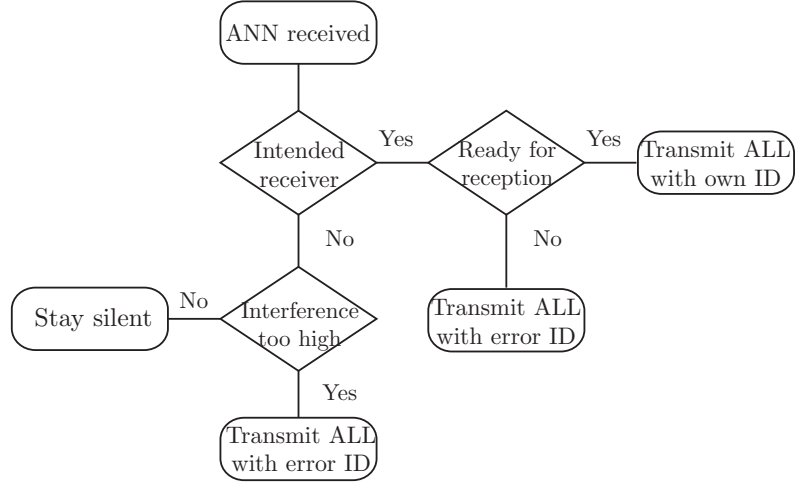 ANN received
Intended
receiver
Yes
Ready for
reception
Yes
Transmit ALL
with own ID
No
No
Stay silent
No
Interference
too high
Transmit ALL
with error ID
Yes
Transmit ALL
with error ID